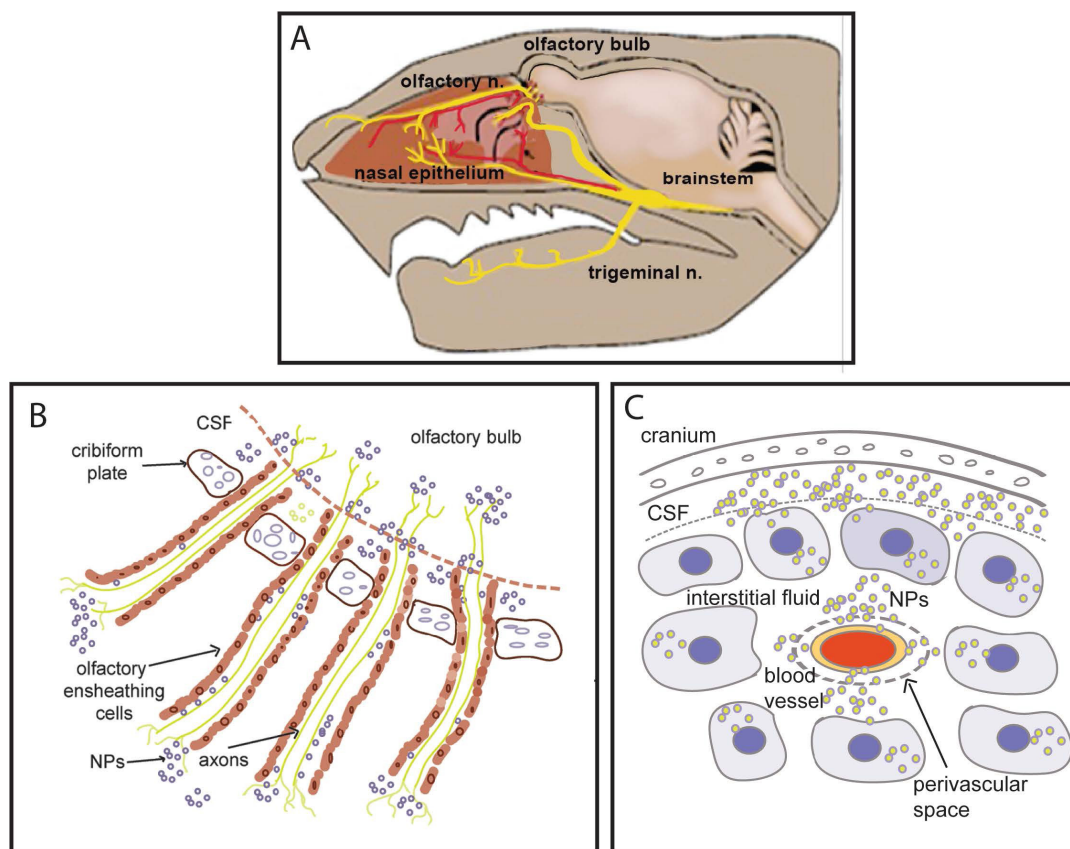 A
olfactory bulb
olfactory n.
nasal epithelium
brainstem
trigeminal n.
B
CSF
olfactory bulb
cribiform
plate
olfactory
ensheathing
cells
NPs
axons
C
cranium
CSF
interstitial fluid
NPs
blood
vessel
perivascular
space